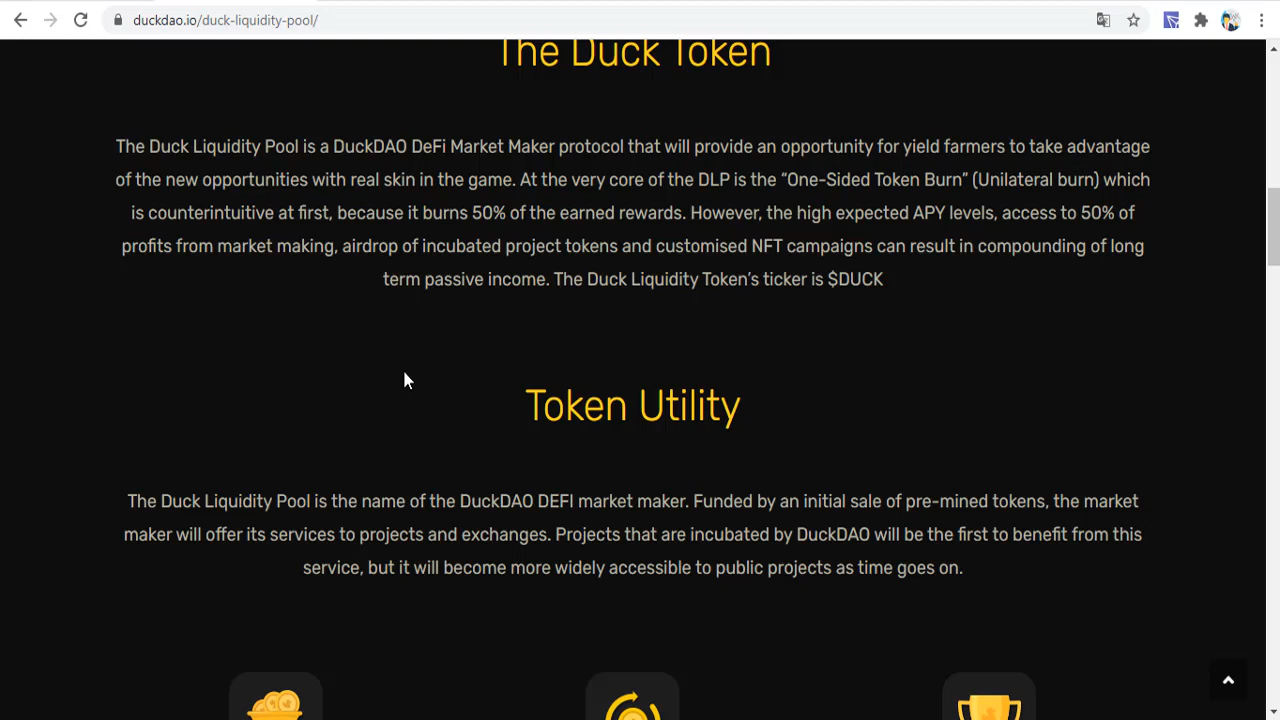 duckdao.io/duck-liquidity-pool/
The Duck Token
The Duck Liquidity Pool is a DuckDAO DeFi Market Maker protocol that will provide an opportunity for yield farmers to take advantage
of the new opportunities with real skin in the game. At the very core of the DLP is the “One-Sided Token Burn” (Unilateral burn) which
is counterintuitive at first, because it burns 50% of the earned rewards. However, the high expected APY levels, access to 50% of
profits from market making, airdrop of incubated project tokens and customised NFT campaigns can result in compounding of long
term passive income. The Duck Liquidity Token’s ticker is $DUCK
Token Utility
The Duck Liquidity Pool is the name of the DuckDAO DEFI market maker. Funded by an initial sale of pre-mined tokens, the market
maker will offer its services to projects and exchanges. Projects that are incubated by DuckDAO will be the first to benefit from this
service, but it will become more widely accessible to public projects as time goes on.